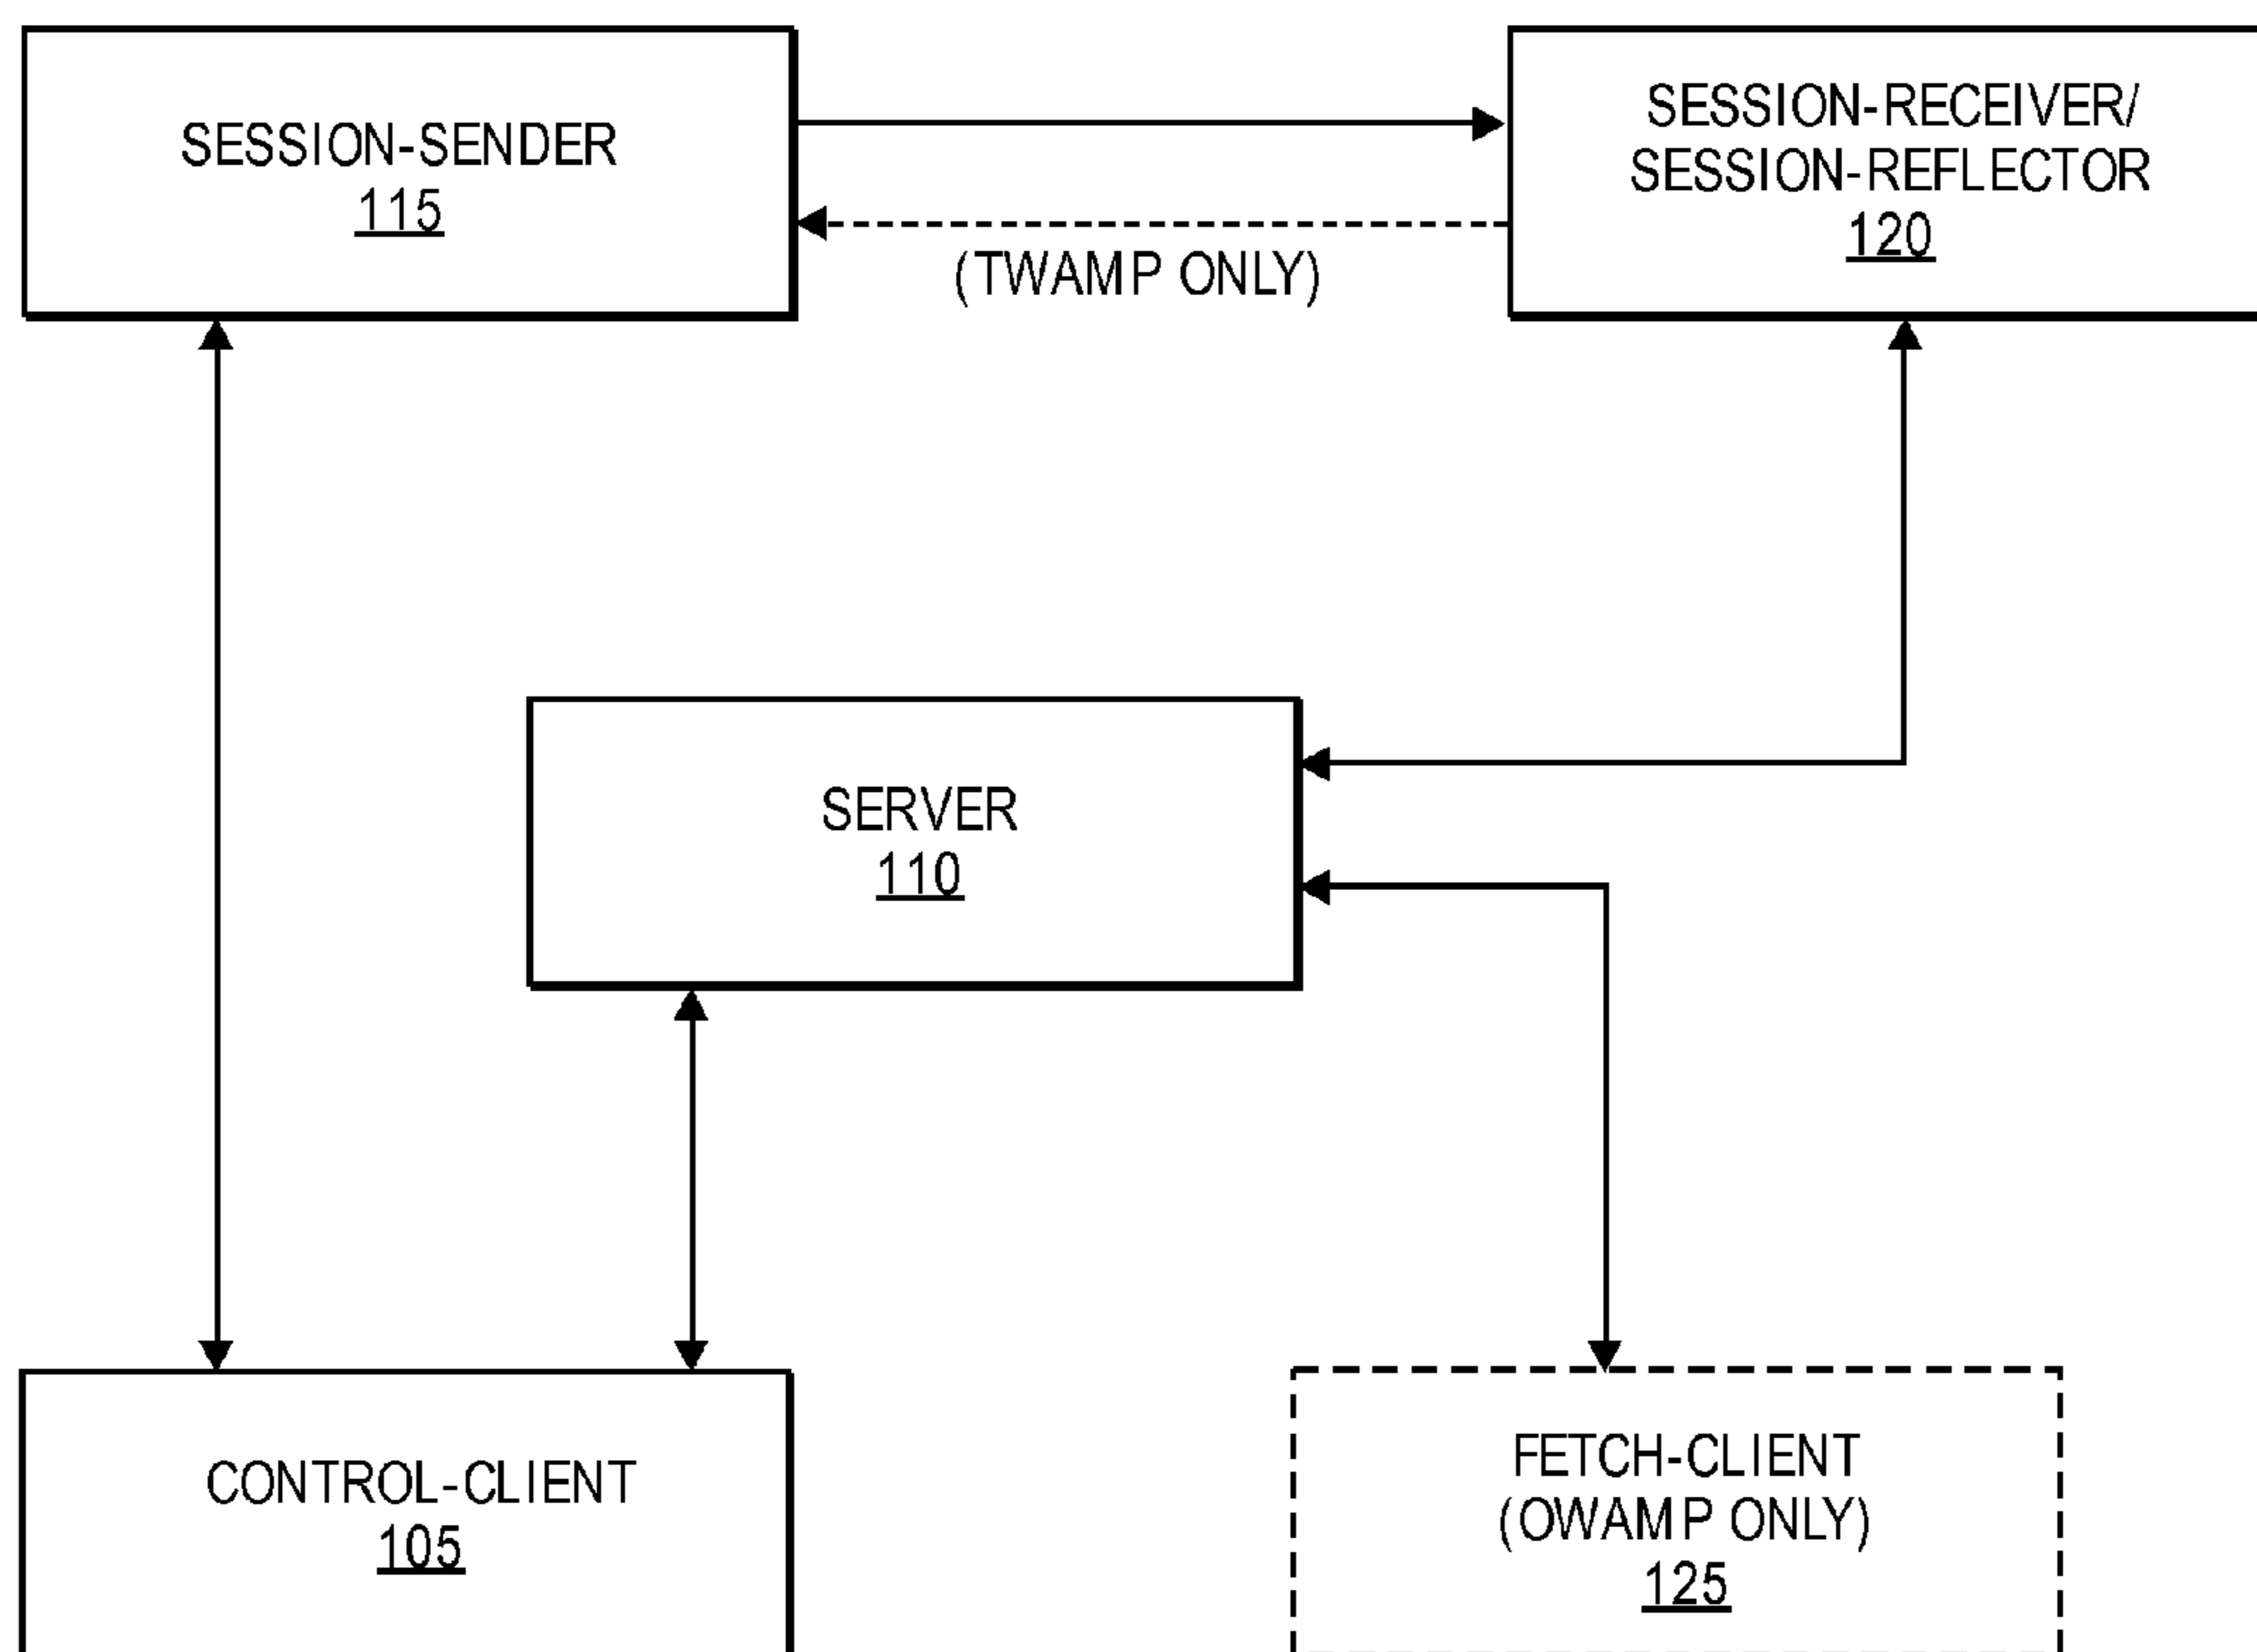 SESSION-SENDER
115
SESSION-RECEIVER/
SESSION-REFLECTOR
120
(TWAMP ONLY)
SERVER
110
CONTROL-CLIENT
105
FETCH-CLIENT
(OWAMP ONLY)
125